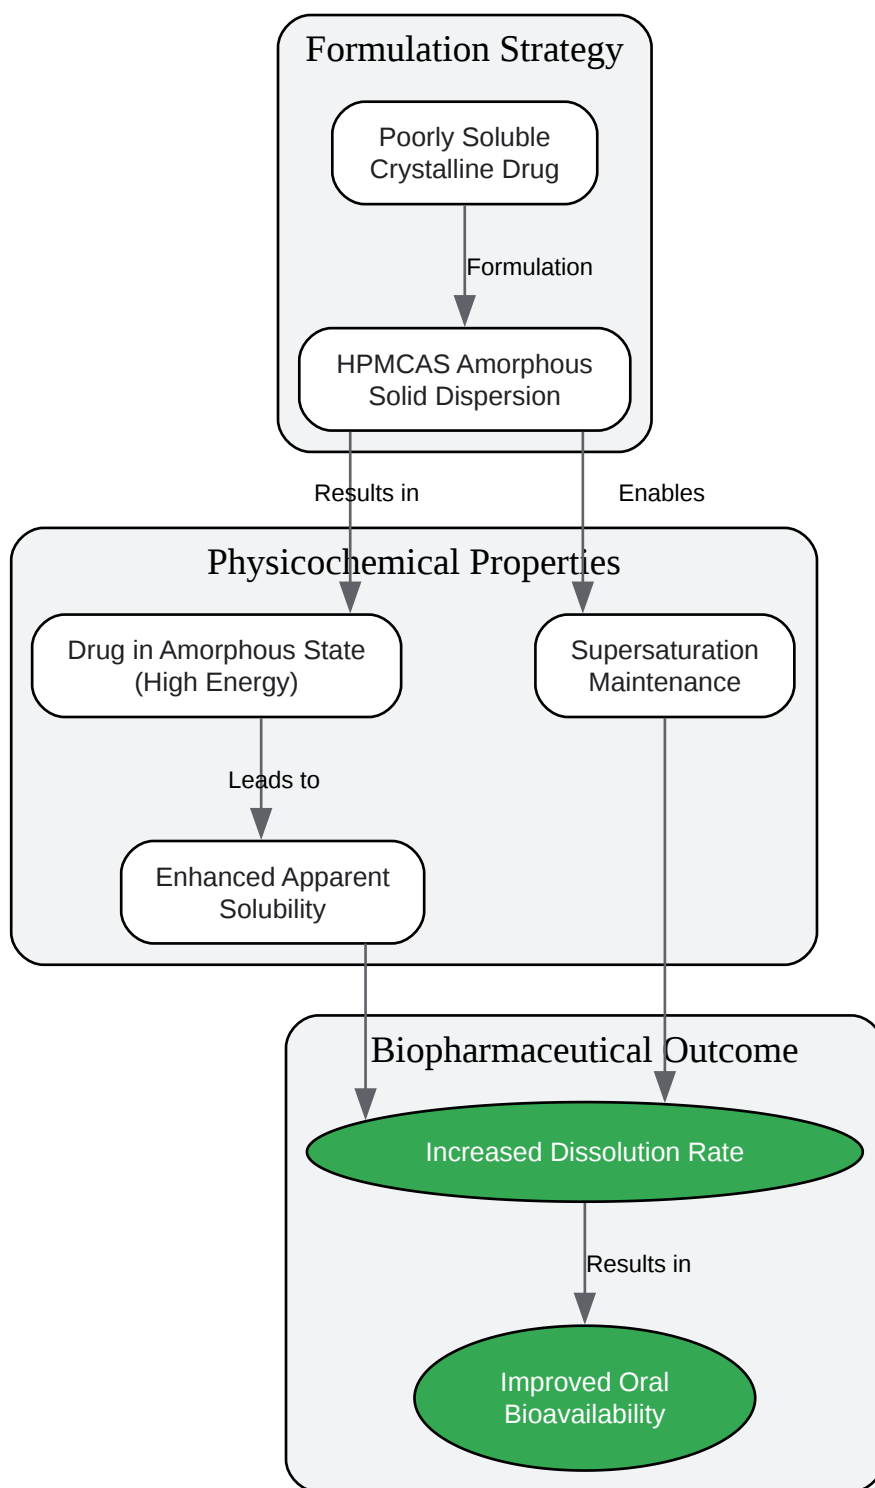 Formulation Strategy
Poorly Soluble
Crystalline Drug
Formulation
HPMCAS Amorphous
Solid Dispersion
Results in
Enables
Physicochemical Properties
Drug in Amorphous State
(High Energy)
Supersaturation
Maintenance
Leads to
Enhanced Apparent
Solubility
Biopharmaceutical Outcome
Increased Dissolution Rate
Results in
Improved Oral
Bioavailability